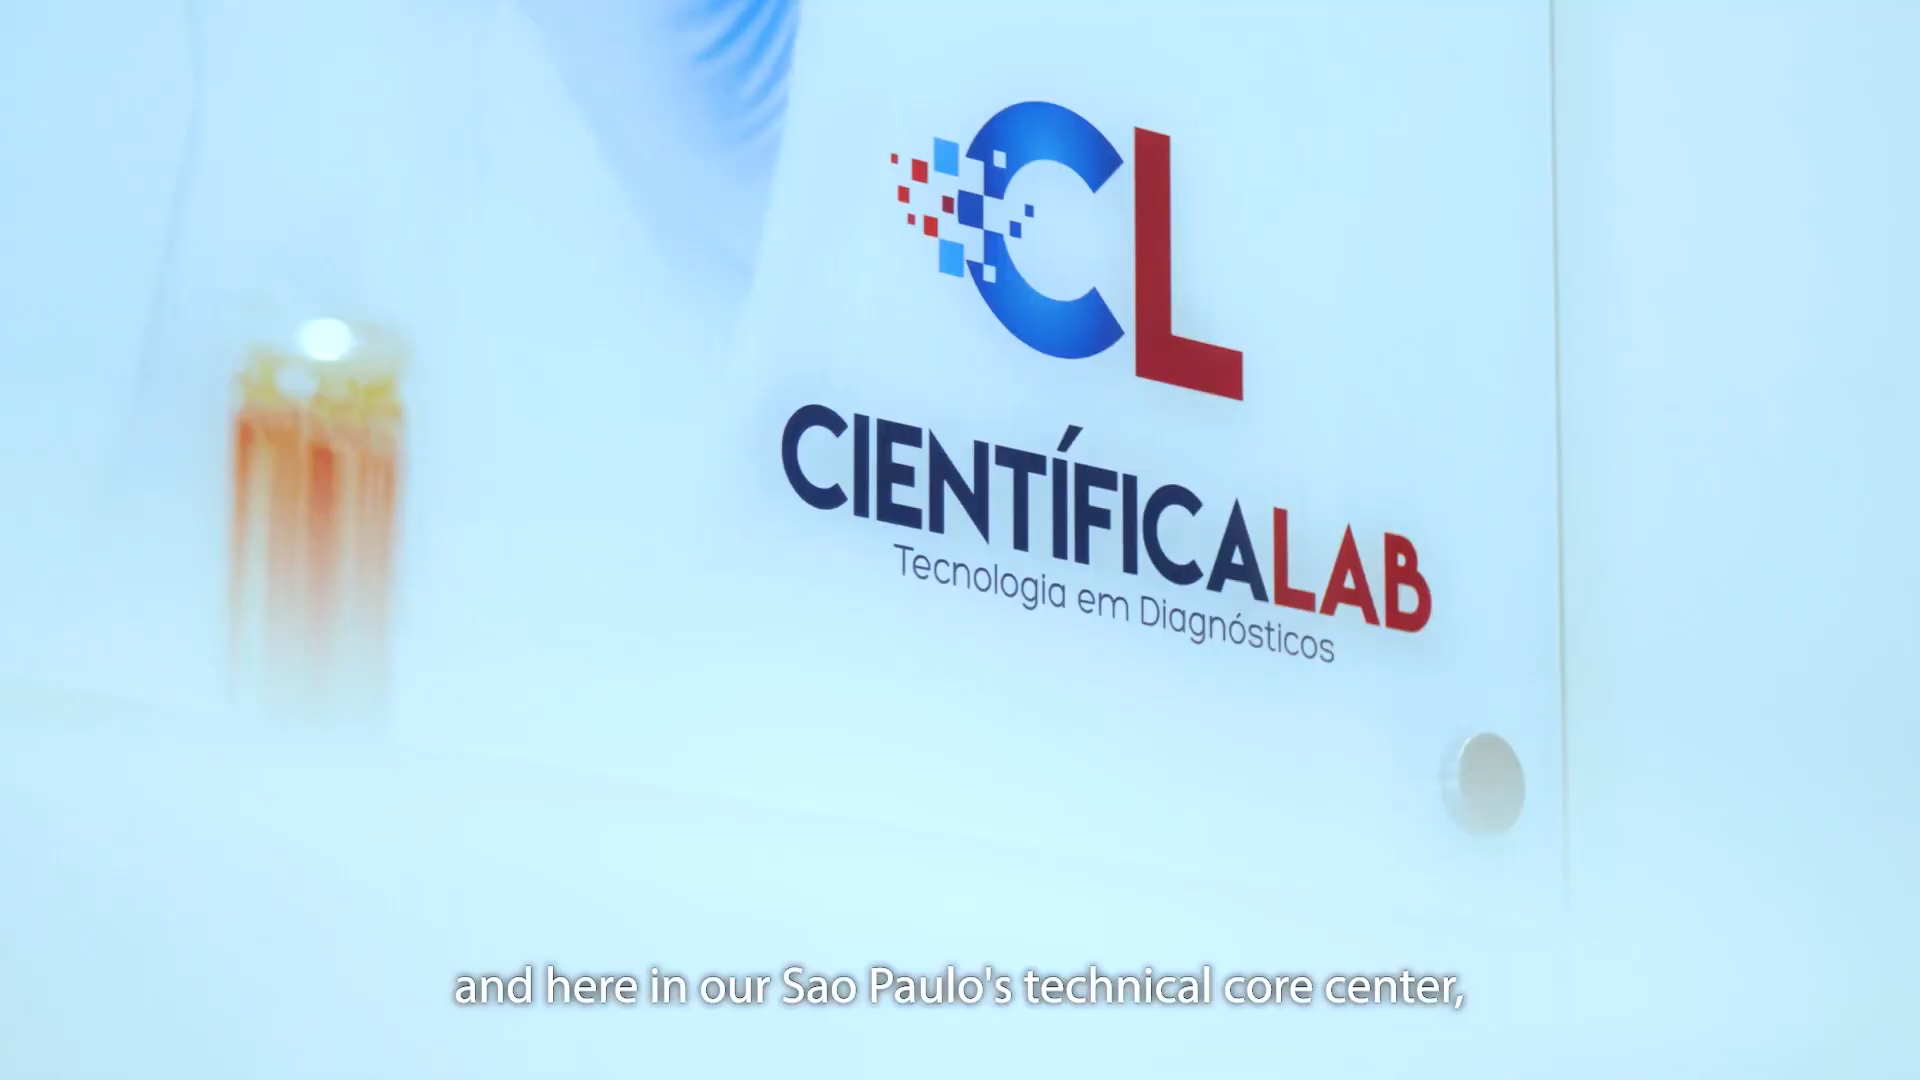 CL
CIENTÍFICALAB
Tecnologia em Diagnósticos
and here in our Sao Paulo's technical core center,